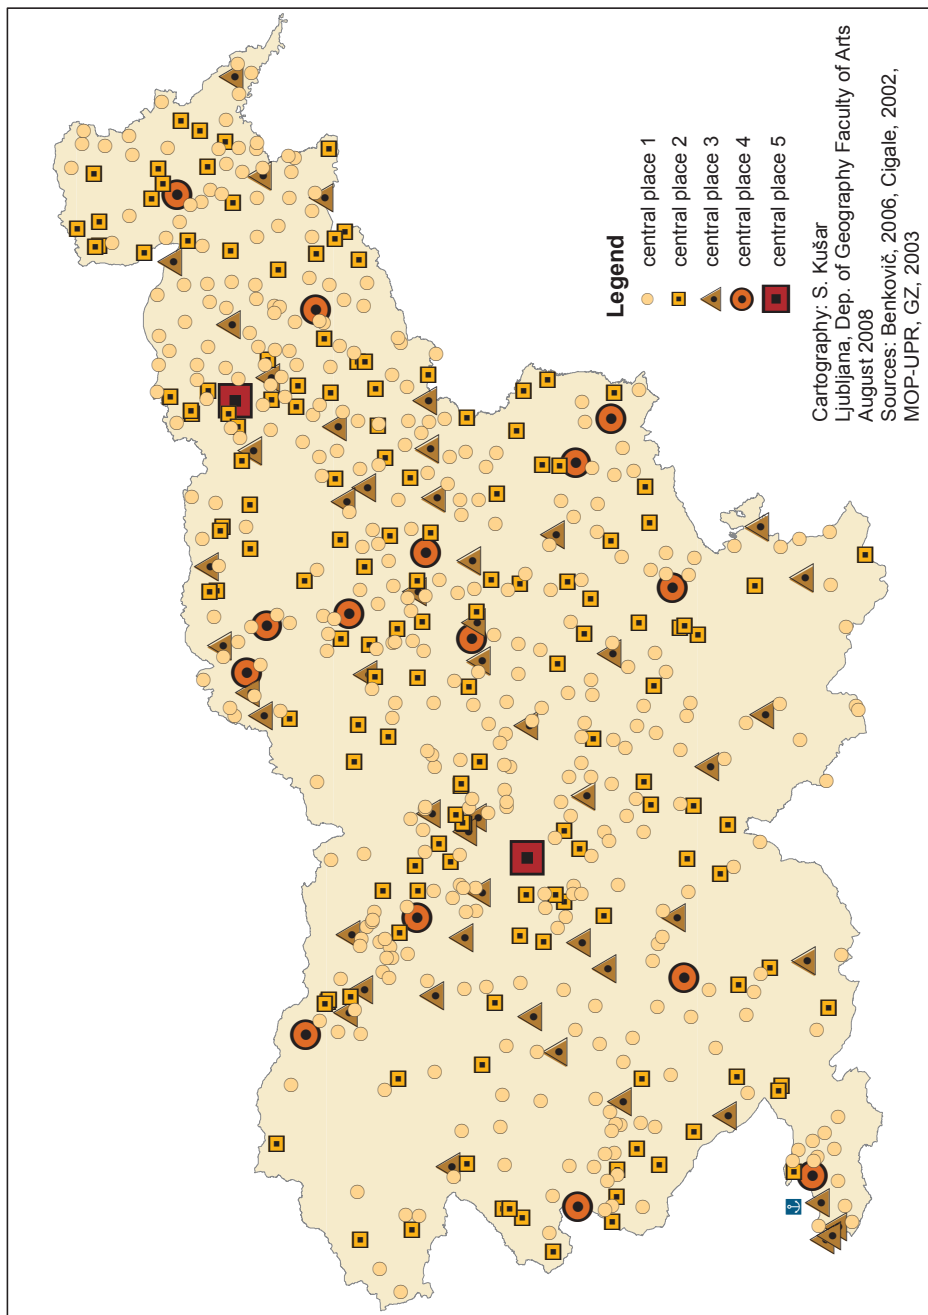 Legend
central place 1
central place 2
central place 3
central place 4
central place 5
Cartography: S. Kušar
Ljubljana, Dep. of Geography Faculty of Arts
August 2008
Sources: Benkovič, 2006, Cigale, 2002,
MOP-UPR, GZ, 2003